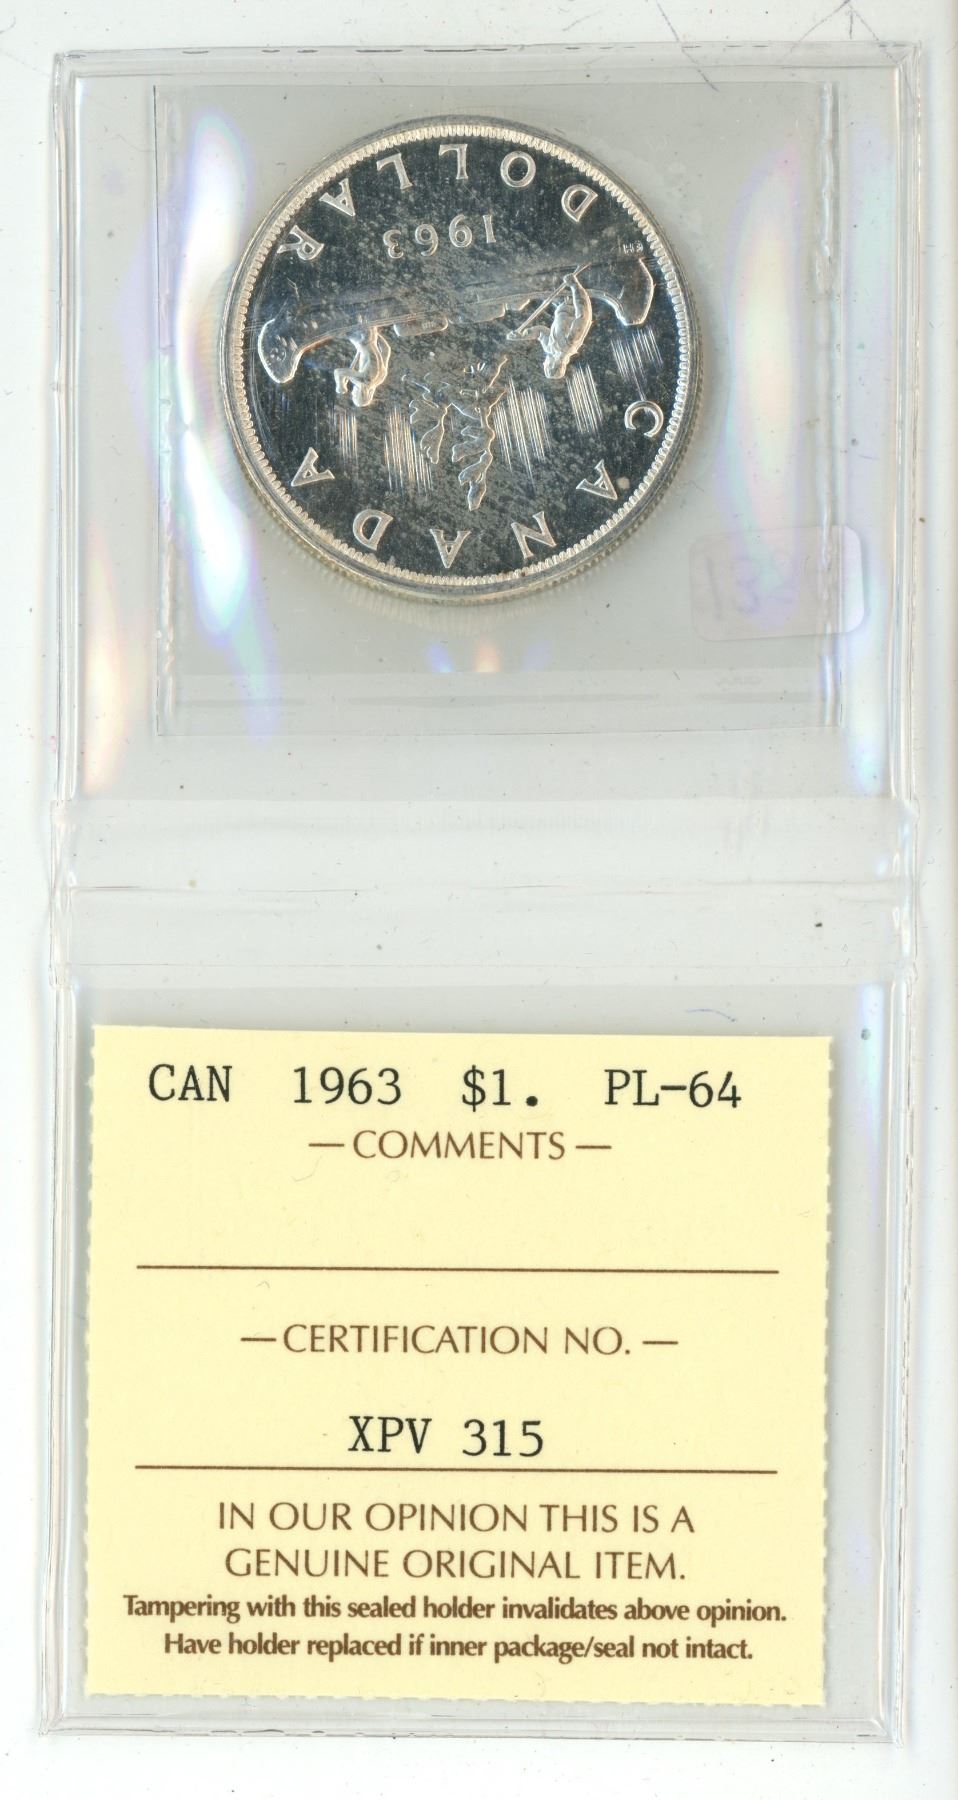 CANADA
1963
DOLLAR
CAN 1963 $1. PL-64
— COMMENTS —
— CERTIFICATION NO. —
XPV 315
IN OUR OPINION THIS IS A
GENUINE ORIGINAL ITEM.
Tampering with this sealed holder invalidates above opinion.
Have holder replaced if inner package/seal not intact.